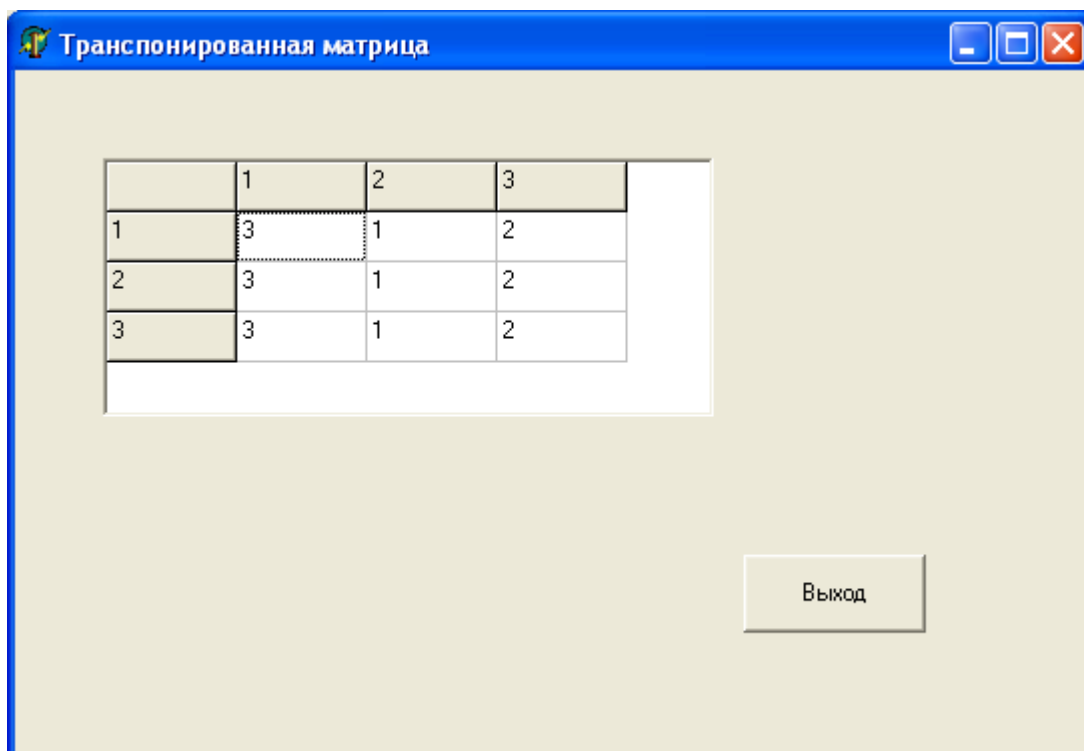 Транспонированная матрица
1 2 3
1 3 1 2
2 3 1 2
3 3 1 2
Выход